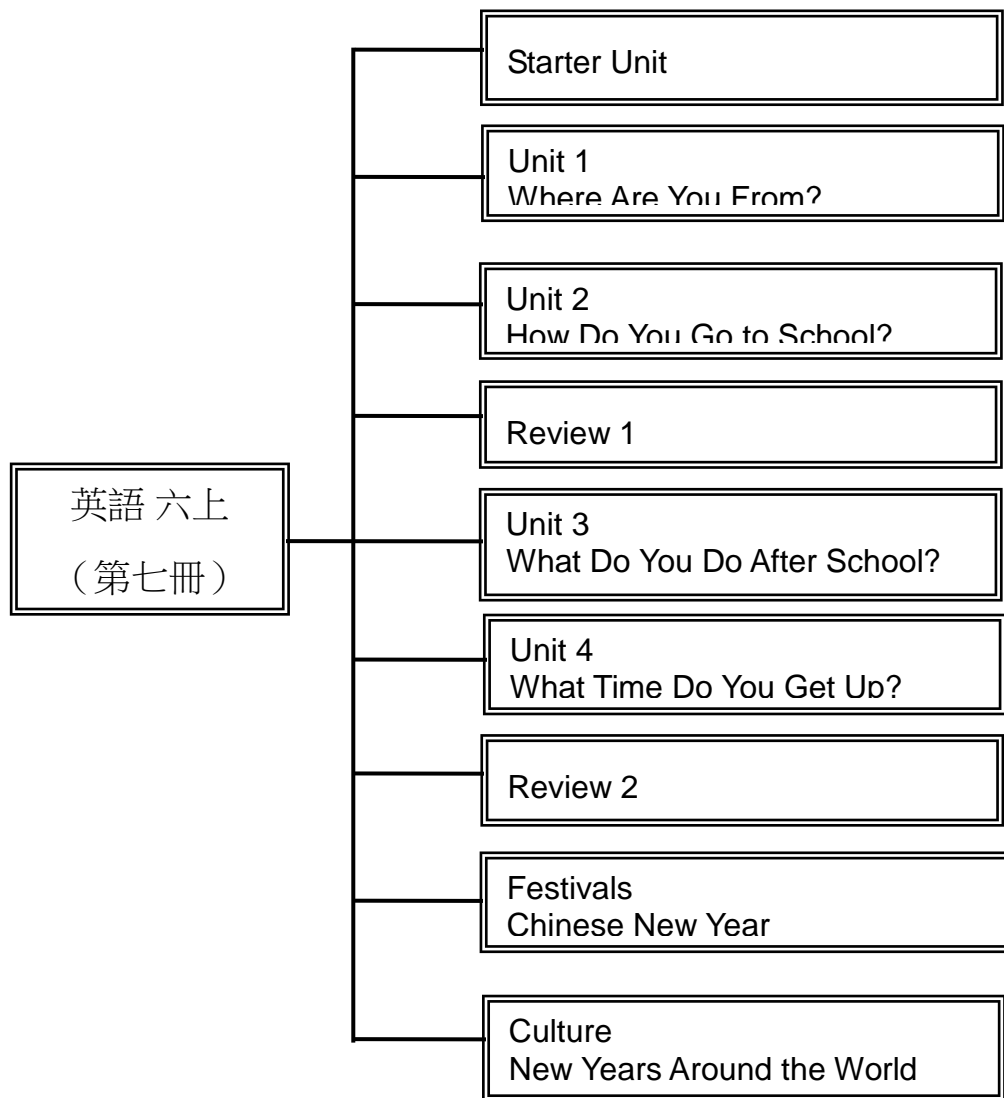 Starter Unit
Unit 1
Where Are You From?
Unit 2
How Do You Go to School?
Review 1
英語 六上
（第七冊）
Unit 3
What Do You Do After School?
Unit 4
What Time Do You Get Up?
Review 2
Festivals
Chinese New Year
Culture
New Years Around the World